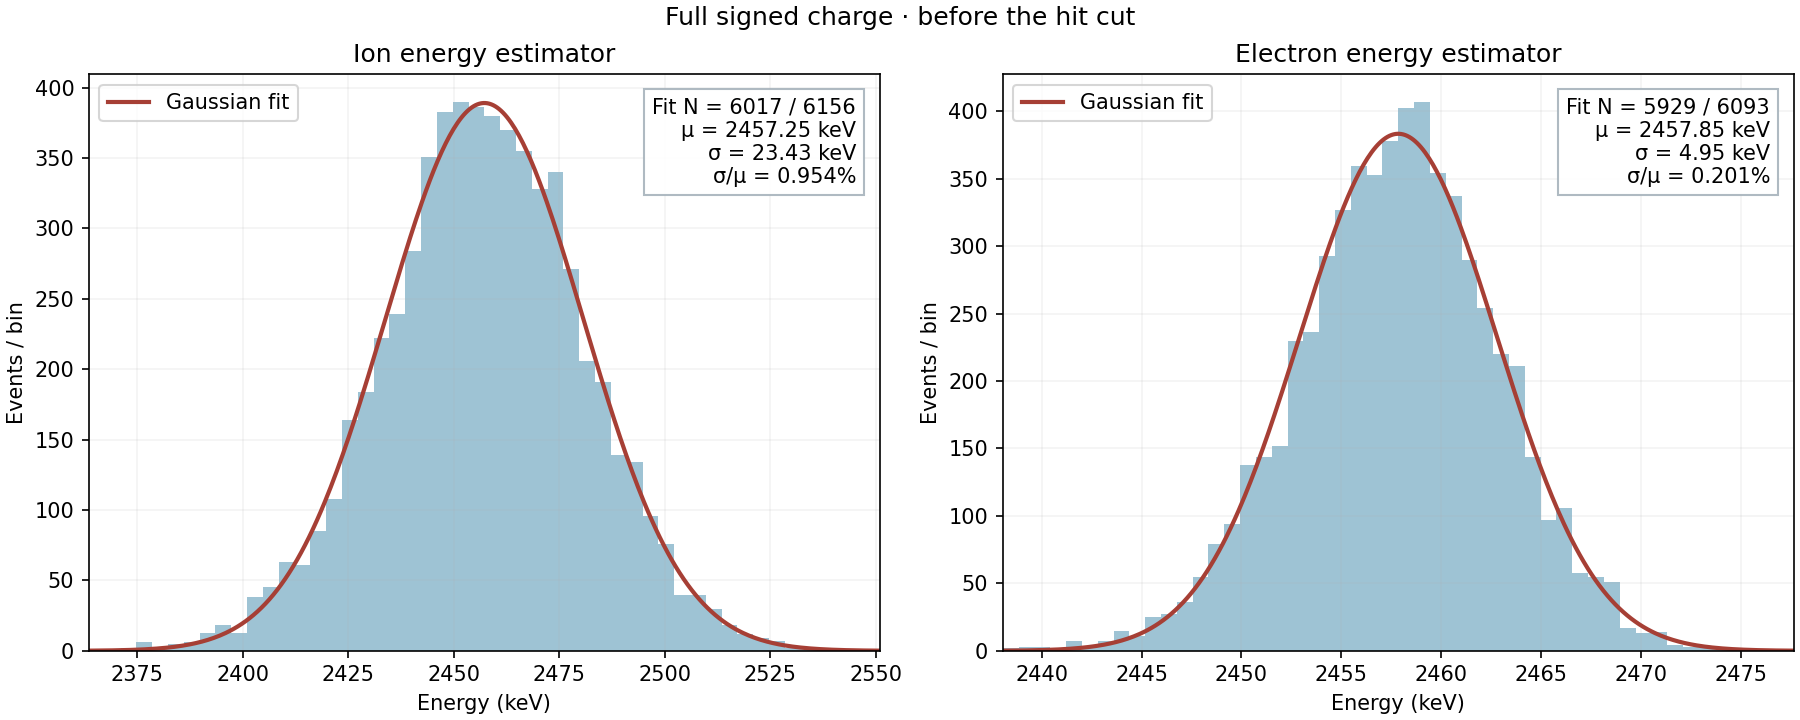 Full signed charge · before the hit cut
Ion energy estimator
Gaussian fit
Fit N = 6017 / 6156
μ = 2457.25 keV
σ = 23.43 keV
σ/μ = 0.954%
Events / bin
400
350
300
250
200
150
100
50
0
2375
2400
2425
2450
2475
2500
2525
2550
Energy (keV)
Electron energy estimator
Gaussian fit
Fit N = 5929 / 6093
μ = 2457.85 keV
σ = 4.95 keV
σ/μ = 0.201%
Events / bin
400
350
300
250
200
150
100
50
0
2440
2445
2450
2455
2460
2465
2470
2475
Energy (keV)